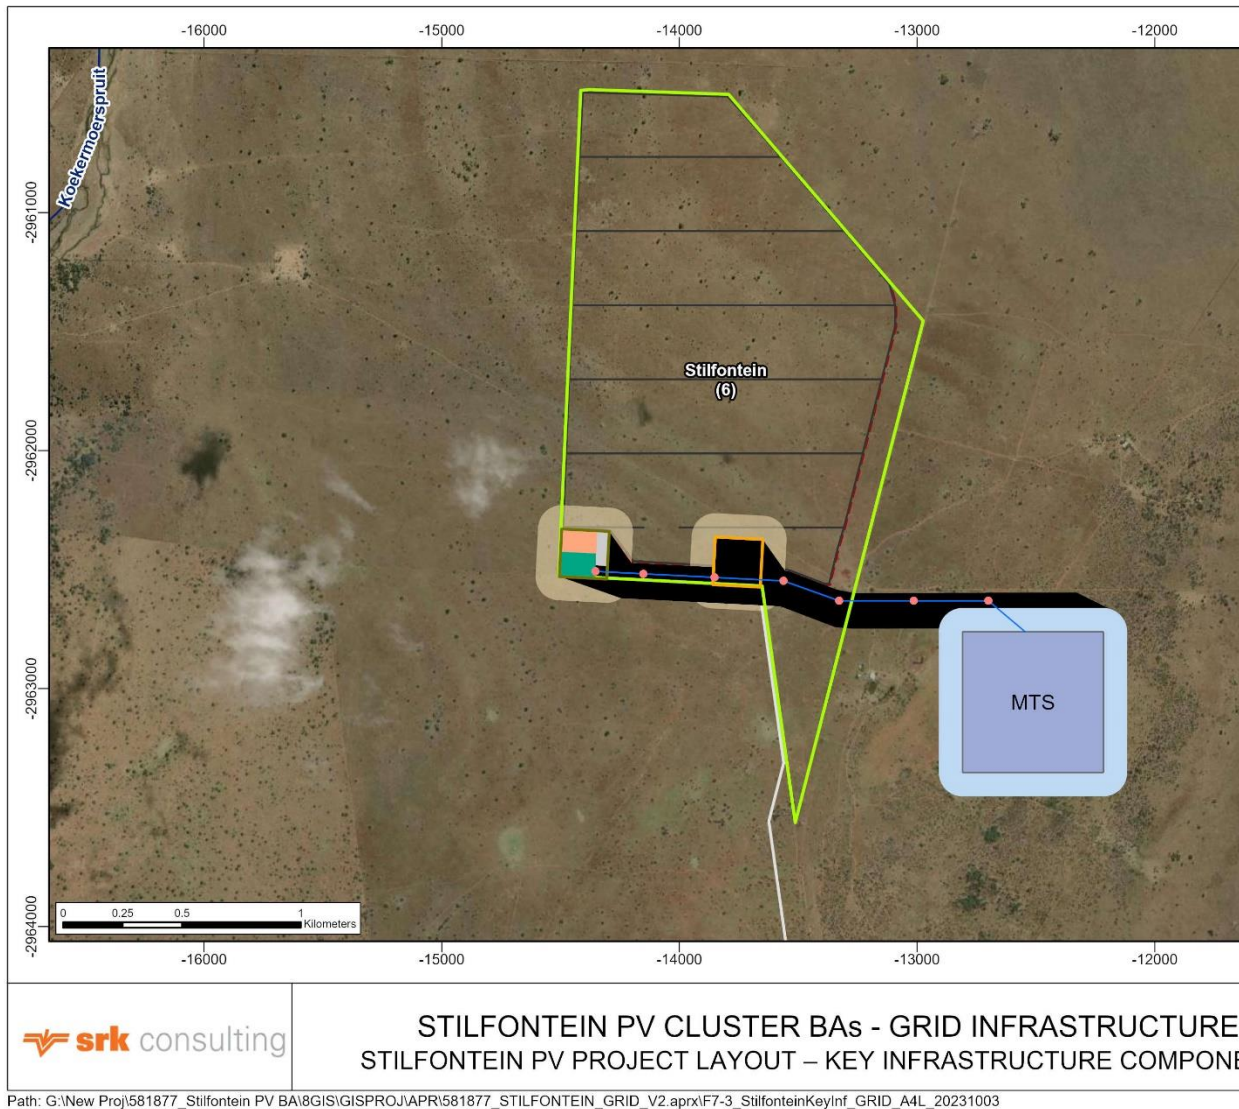 -16000 -15000 -14000 -13000 -12000
Koekermoerspruit
-2961000
Stilfontein
(6)
-2962000
-2963000
MTS
-2964000
0 0.25 0.5 1
Kilometers
-16000 -15000 -14000 -13000 -12000
srk consulting
STILFONTEIN PV CLUSTER BAs - GRID INFRASTRUCTURE
STILFONTEIN PV PROJECT LAYOUT – KEY INFRASTRUCTURE COMPONE
Path: G:\New Proj\581877_Stilfontein PV BA\8GIS\GISPROJ\APR\581877_STILFONTEIN_GRID_V2.aprx\F7-3_StilfonteinKeyInf_GRID_A4L_20231003